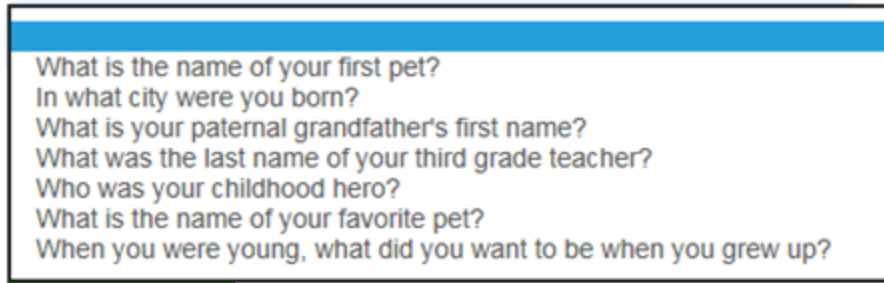 What is the name of your first pet?
In what city were you born?
What is your paternal grandfather's first name?
What was the last name of your third grade teacher?
Who was your childhood hero?
What is the name of your favorite pet?
When you were young, what did you want to be when you grew up?